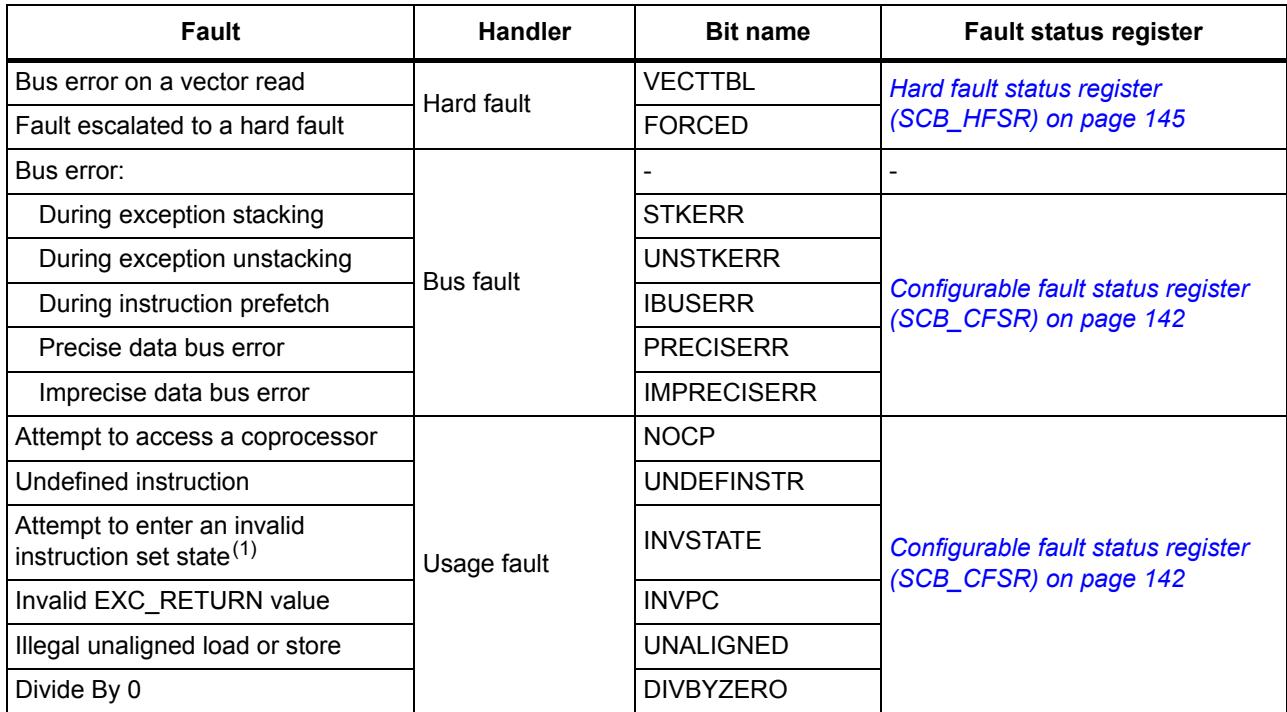 Fault Handler Bit name Fault status register
Bus error on a vector read Hard fault VECTTBL Hard fault status register
(SCB_HFSR) on page 145
Fault escalated to a hard fault FORCED
Bus error: Bus fault - -
During exception stacking STKERR Configurable fault status register
(SCB_CFSR) on page 142
During exception unstacking UNSTKERR
During instruction prefetch IBUSERR
Precise data bus error PRECISERR
Imprecise data bus error IMPRECISERR
Attempt to access a coprocessor Usage fault NOCP Configurable fault status register
(SCB_CFSR) on page 142
Undefined instruction UNDEFINSTR
Attempt to enter an invalid
instruction set state(1) INVSTATE
Invalid EXC_RETURN value INVPC
Illegal unaligned load or store UNALIGNED
Divide By 0 DIVBYZERO